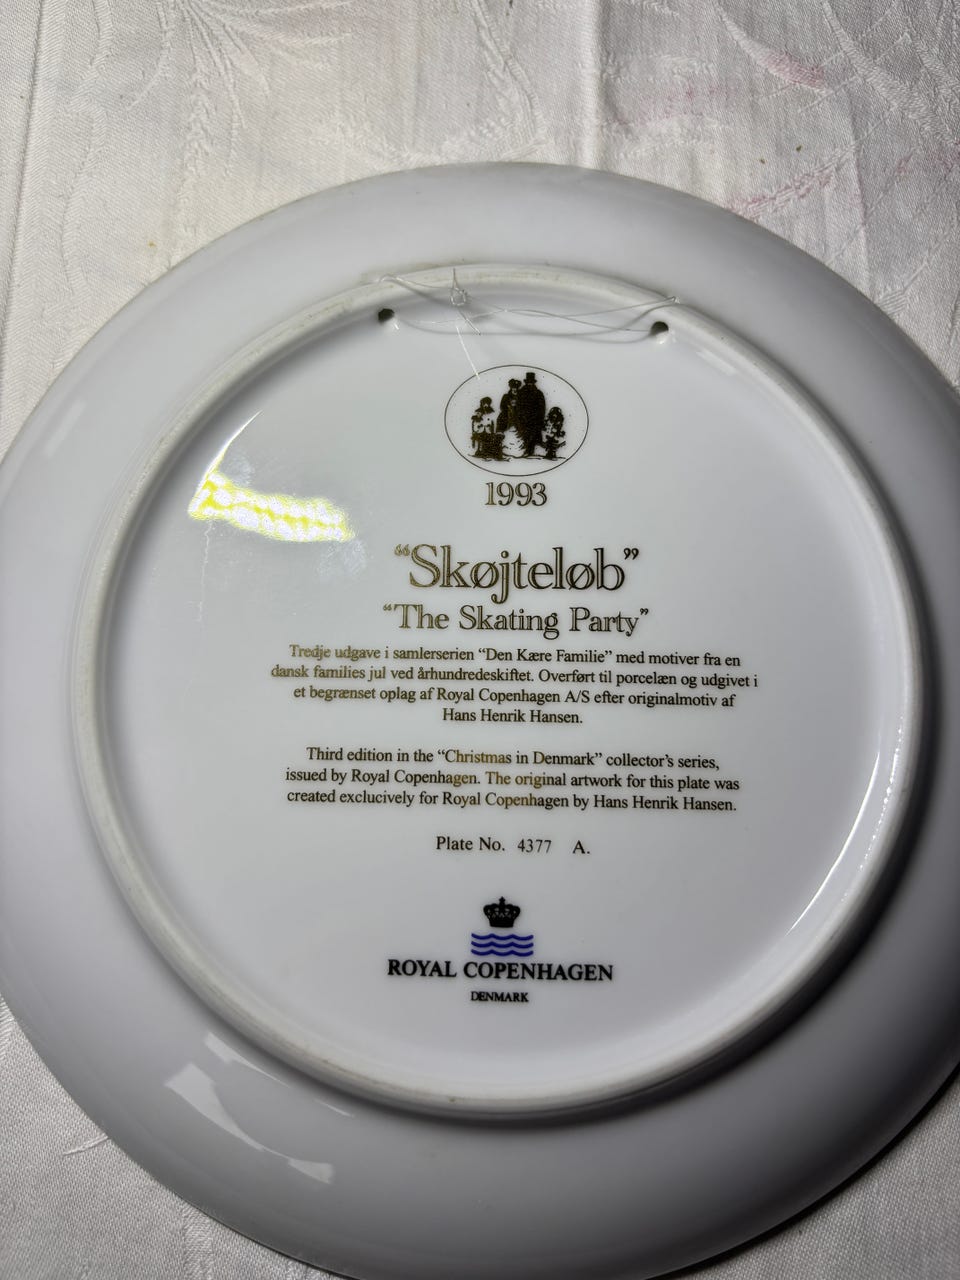 1993
“Skøjteløb”
“The Skating Party”
Tredje udgave i samlerserien “Den Kære Familie” med motiver fra en
dansk families jul ved århundredeskiftet. Overført til porcelæn og udgivet i
et begrænset oplag af Royal Copenhagen A/S efter originalmotiv af
Hans Henrik Hansen.
Third edition in the “Christmas in Denmark” collector’s series,
issued by Royal Copenhagen. The original artwork for this plate was
created exclucively for Royal Copenhagen by Hans Henrik Hansen.
Plate No. 4377 A.
ROYAL COPENHAGEN
DENMARK